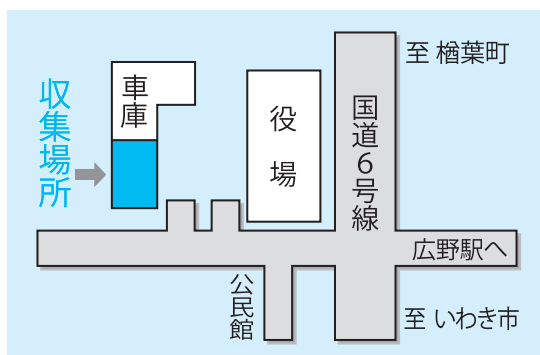 至 楢葉町
収集場所
車庫
役場
国道6号線
広野駅へ
公民館
至 いわき市